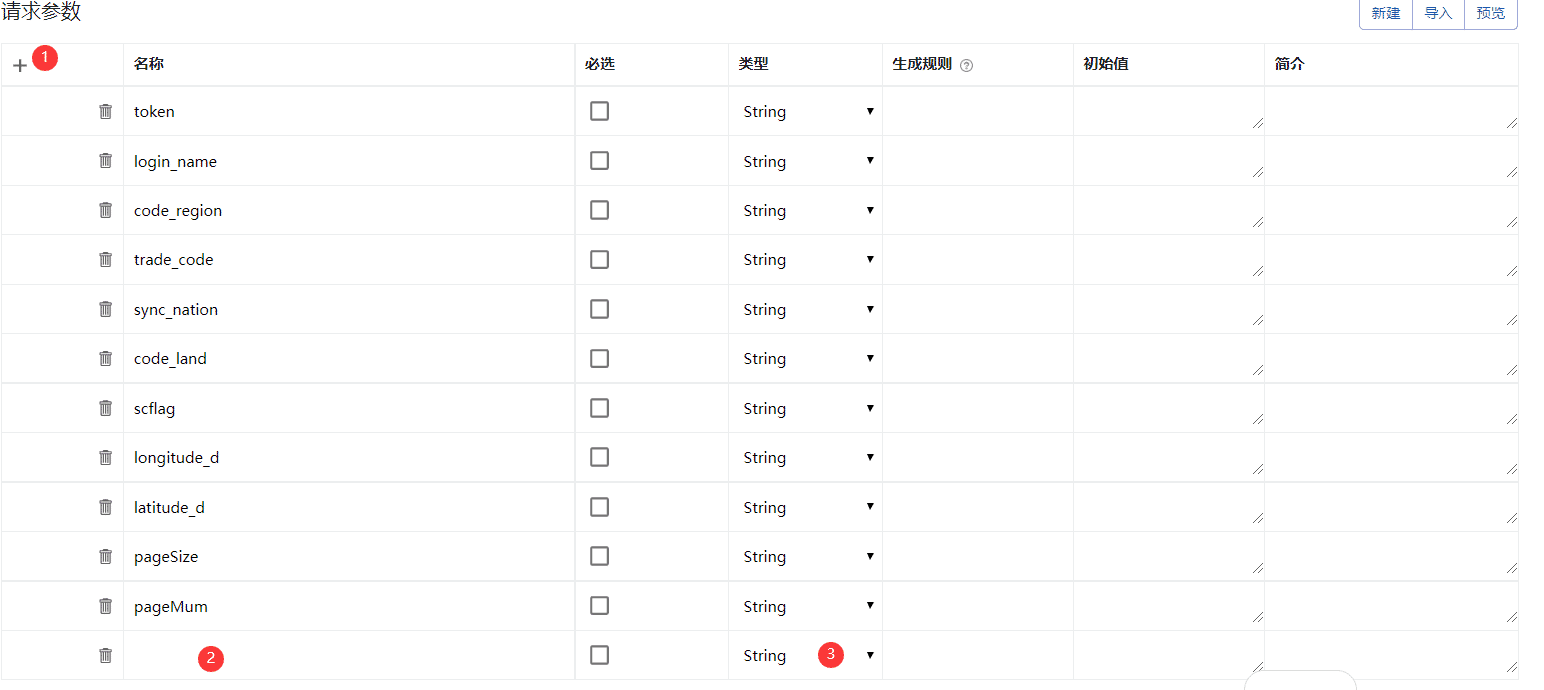 请求参数
新建 导入 预览
1 名称 必选 类型 生成规则 初始值 简介
token String
login_name String
code_region String
trade_code String
sync_nation String
code_land String
scflag String
longitude_d String
latitude_d String
pageSize String
pageMum String
2 String 3